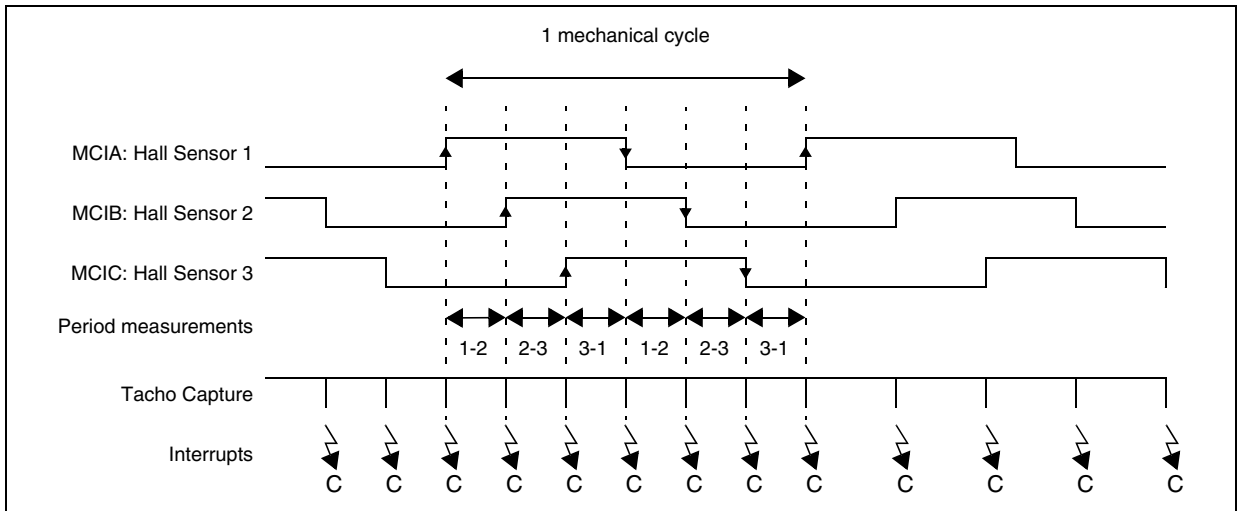 1 mechanical cycle
MCIA: Hall Sensor 1
MCIB: Hall Sensor 2
MCIC: Hall Sensor 3
Period measurements
1-2 2-3 3-1 1-2 2-3 3-1
Tacho Capture
Interrupts
C C C C C C C C C C C C